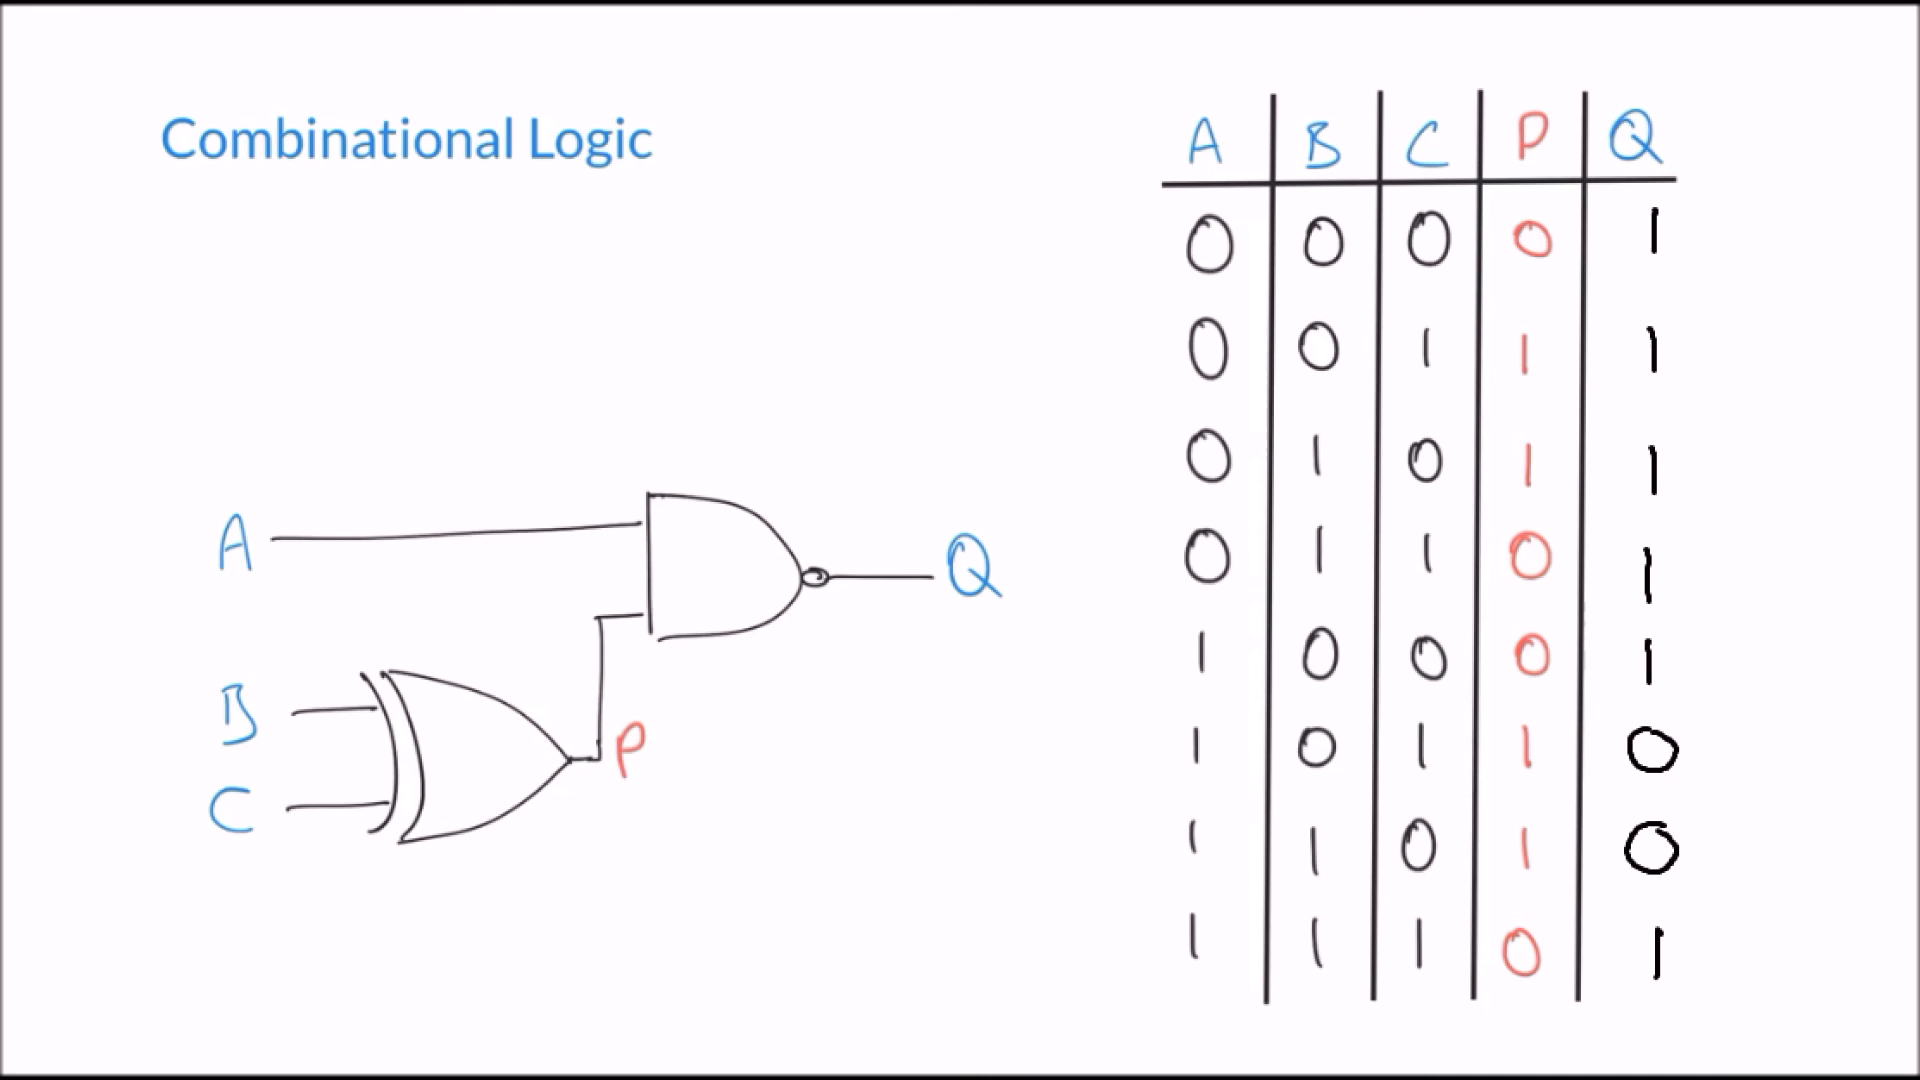 Combinational Logic
A B C P Q
0 0 0 0 1
0 0 1 1 1
0 1 0 1 1
0 1 1 0 1
1 0 0 0 1
1 0 1 1 0
1 1 0 1 0
1 1 1 0 1
A
Q
B
P
C